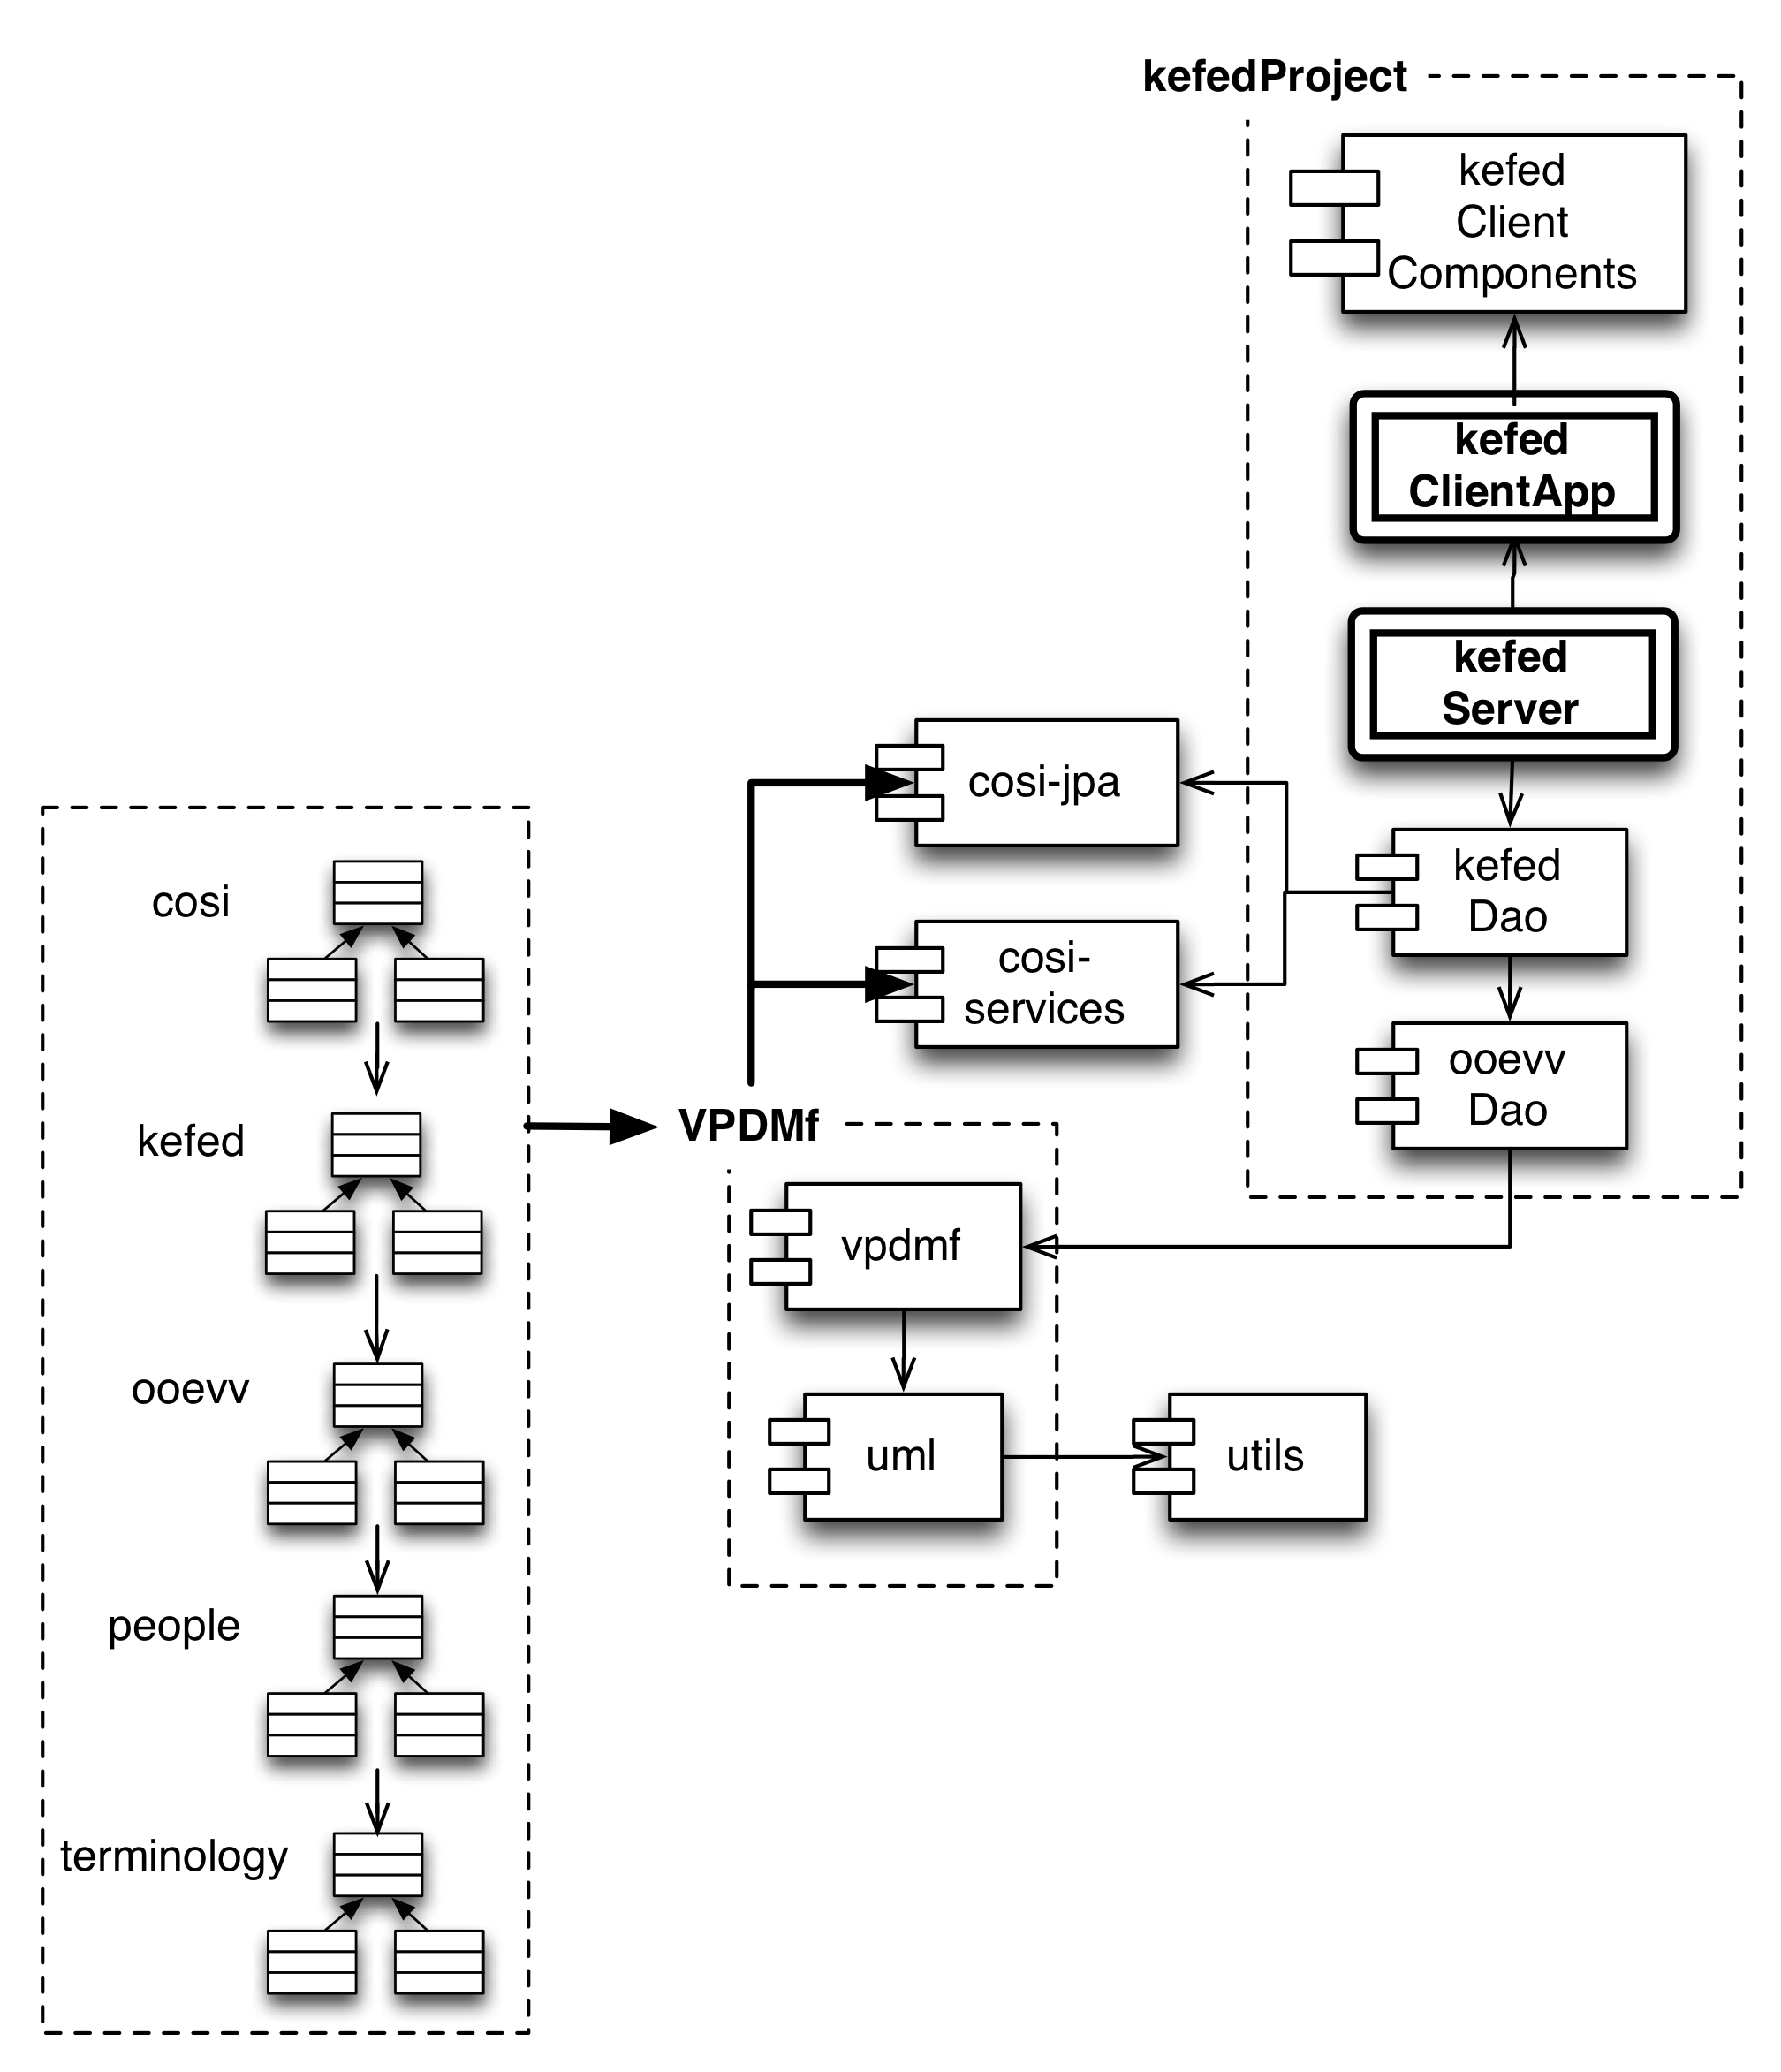 kefedProject
kefed
Client
Components
kefed
ClientApp
kefed
Server
cosi-jpa
kefed
Dao
cosi-
services
ooevv
Dao
VPDMf
vpdmf
uml
utils
cosi
kefed
ooevv
people
terminology